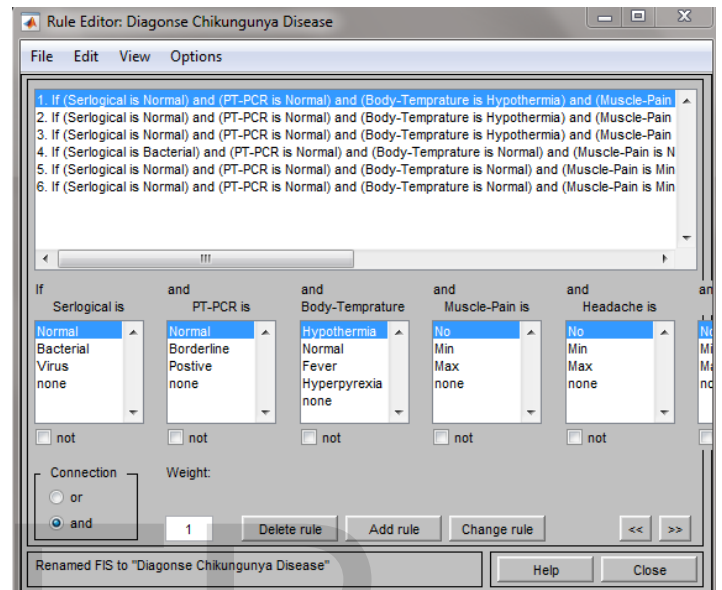 Rule Editor: Diagonse Chikungunya Disease
File Edit View Options
1. If (Serlogical is Normal) and (PT-PCR is Normal) and (Body-Temprature is Hypothermia) and (Muscle-Pain
2. If (Serlogical is Normal) and (PT-PCR is Normal) and (Body-Temprature is Hypothermia) and (Muscle-Pain
3. If (Serlogical is Normal) and (PT-PCR is Normal) and (Body-Temprature is Hypothermia) and (Muscle-Pain
4. If (Serlogical is Bacterial) and (PT-PCR is Normal) and (Body-Temprature is Normal) and (Muscle-Pain is N
5. If (Serlogical is Normal) and (PT-PCR is Normal) and (Body-Temprature is Normal) and (Muscle-Pain is Min
6. If (Serlogical is Normal) and (PT-PCR is Normal) and (Body-Temprature is Normal) and (Muscle-Pain is Min
If and and and and an
Serlogical is PT-PCR is Body-Temprature Muscle-Pain is Headache is
Normal Normal Hypothermia No No No
Bacterial Borderline Normal Min Min Mi
Virus Postive Fever Max Max Ma
none none Hyperpyrexia none none no
none
not not not not not
Connection Weight:
or
and 1 Delete rule Add rule Change rule << >>
Renamed FIS to "Diagonse Chikungunya Disease" Help Close